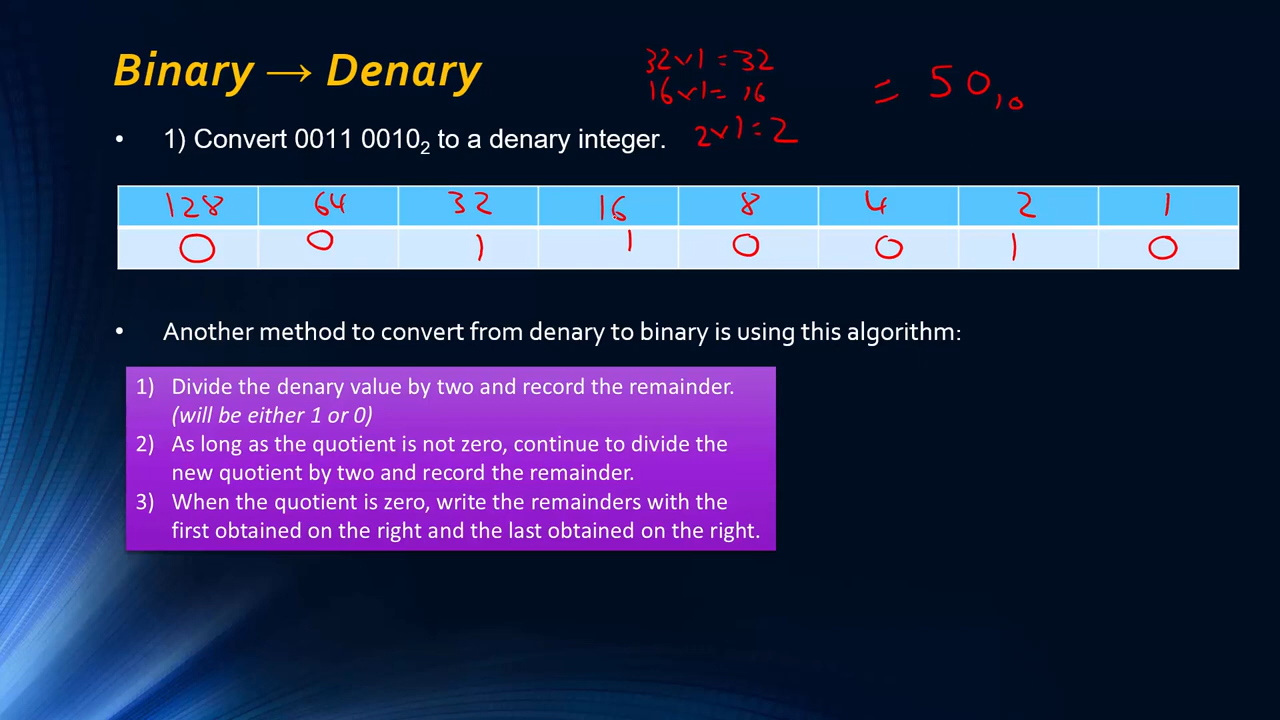 Binary → Denary
32 x 1 = 32
16 x 1 = 16
2 x 1 = 2
= 50₁₀
• 1) Convert 0011 0010₂ to a denary integer.
128 64 32 16 8 4 2 1
0 0 1 1 0 0 1 0
• Another method to convert from denary to binary is using this algorithm:
1) Divide the denary value by two and record the remainder.
(will be either 1 or 0)
2) As long as the quotient is not zero, continue to divide the
new quotient by two and record the remainder.
3) When the quotient is zero, write the remainders with the
first obtained on the right and the last obtained on the right.